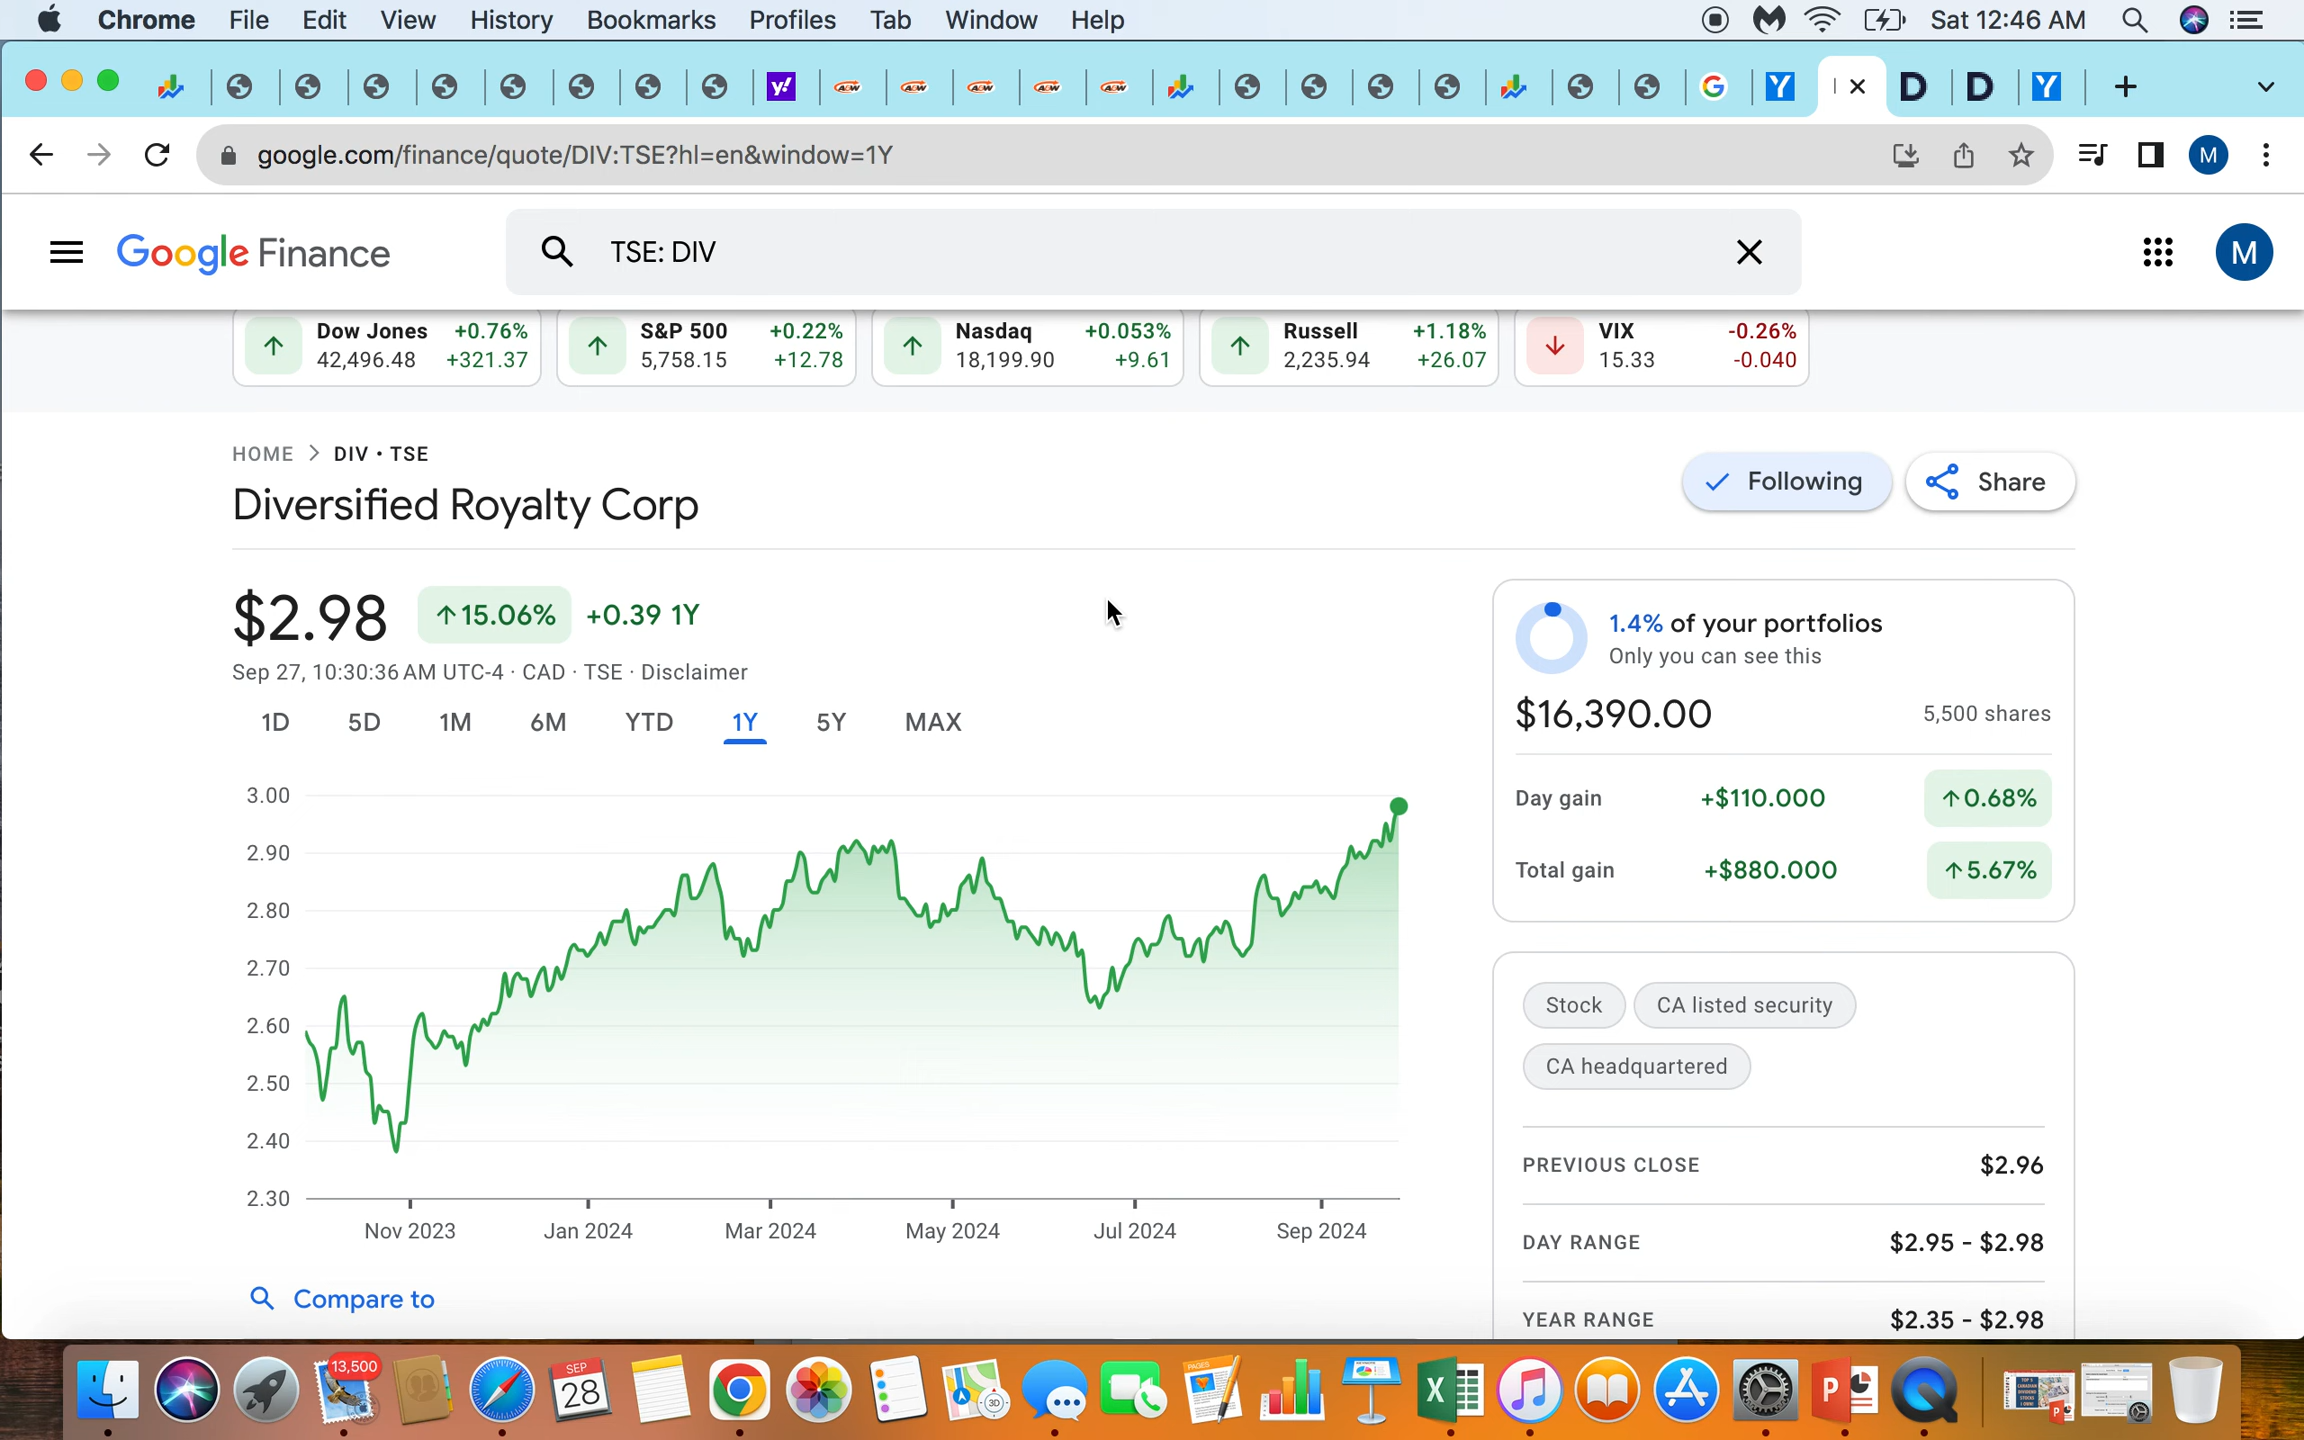 Chrome File Edit View History Bookmarks Profiles Tab Window Help Sat 12:46 AM
google.com/finance/quote/DIV:TSE?hl=en&window=1Y M
Google Finance TSE: DIV M
Dow Jones +0.76% S&P 500 +0.22% Nasdaq +0.053% Russell +1.18% VIX -0.26%
42,496.48 +321.37 5,758.15 +12.78 18,199.90 +9.61 2,235.94 +26.07 15.33 -0.040
HOME > DIV • TSE
Following Share
Diversified Royalty Corp
$2.98 ↑15.06% +0.39 1Y
Sep 27, 10:30:36 AM UTC-4 · CAD · TSE · Disclaimer
1D 5D 1M 6M YTD 1Y 5Y MAX
3.00
2.90
2.80
2.70
2.60
2.50
2.40
2.30
Nov 2023 Jan 2024 Mar 2024 May 2024 Jul 2024 Sep 2024
Compare to
1.4% of your portfolios
Only you can see this
$16,390.00 5,500 shares
Day gain +$110.000 ↑0.68%
Total gain +$880.000 ↑5.67%
Stock CA listed security
CA headquartered
PREVIOUS CLOSE $2.96
DAY RANGE $2.95 - $2.98
YEAR RANGE $2.35 - $2.98
13,500
SEP
28
PAGES
3D